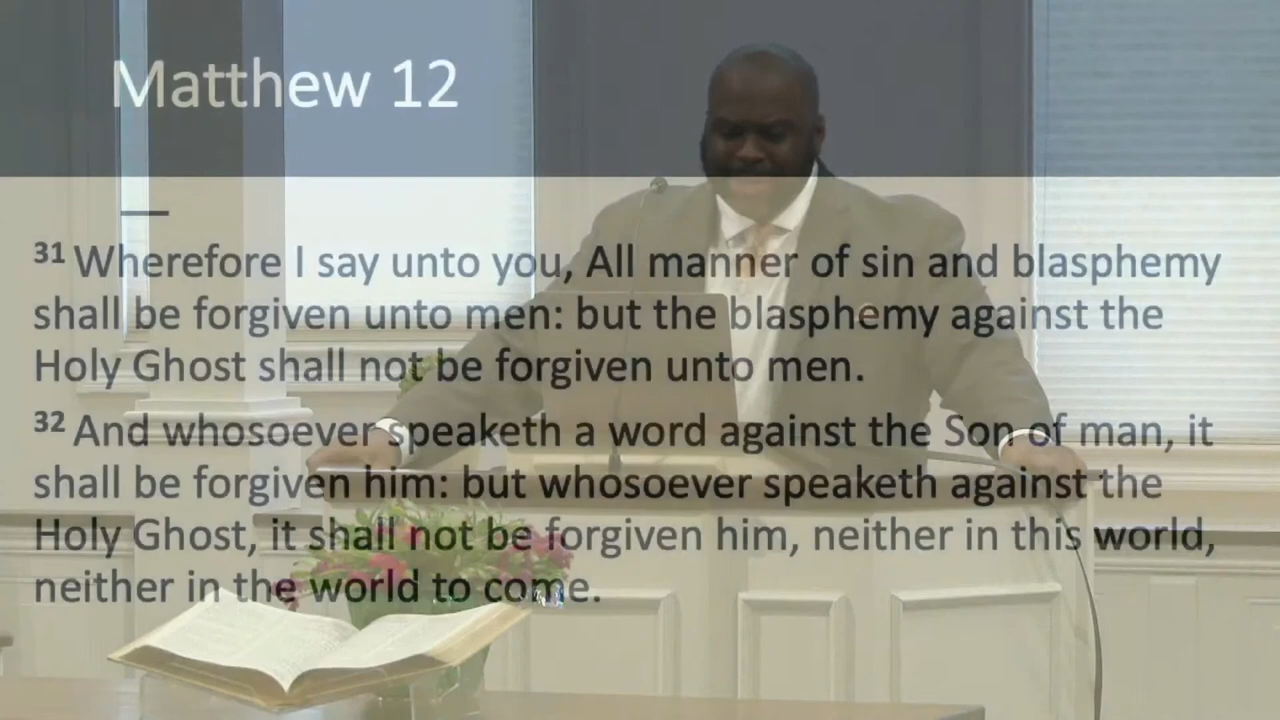 Matthew 12
31 Wherefore I say unto you, All manner of sin and blasphemy
shall be forgiven unto men: but the blasphemy against the
Holy Ghost shall not be forgiven unto men.
32 And whosoever speaketh a word against the Son of man, it
shall be forgiven him: but whosoever speaketh against the
Holy Ghost, it shall not be forgiven him, neither in this world,
neither in the world to come.